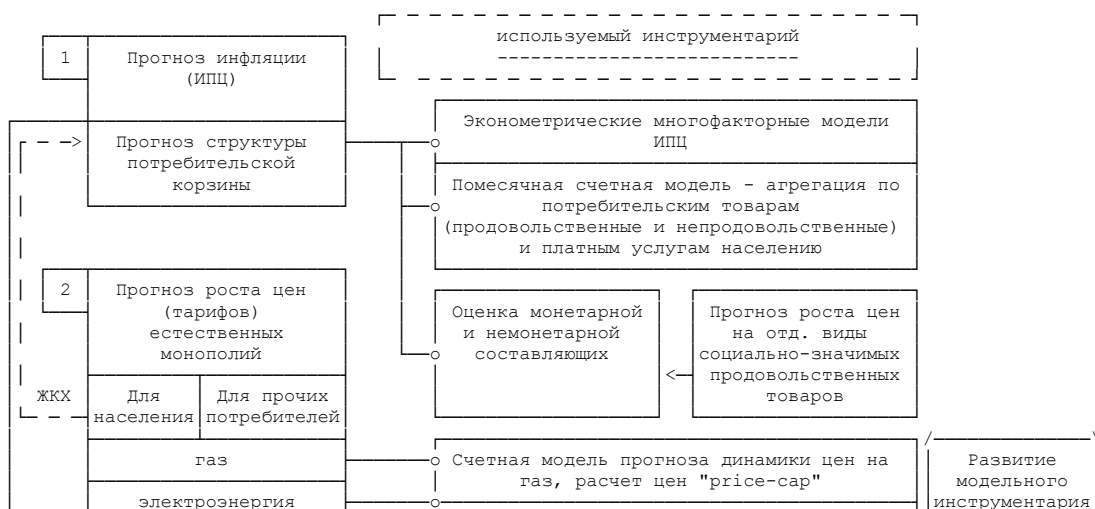 используемый инструментарий
1
Прогноз инфляции
(ИПЦ)
Прогноз структуры
потребительской
корзины
Эконометрические многофакторные модели
ИПЦ
Помесячная счетная модель - агрегация по
потребительским товарам
(продовольственные и непродовольственные)
и платным услугам населению
2
Прогноз роста цен
(тарифов)
естественных
монополий
Оценка монетарной
и немонетарной
составляющих
Прогноз роста цен
на отд. виды
социально-значимых
продовольственных
товаров
ЖКХ
Для
населения
Для прочих
потребителей
газ
Счетная модель прогноза динамики цен на
газ, расчет цен "price-cap"
электроэнергия
Развитие
модельного
инструментария